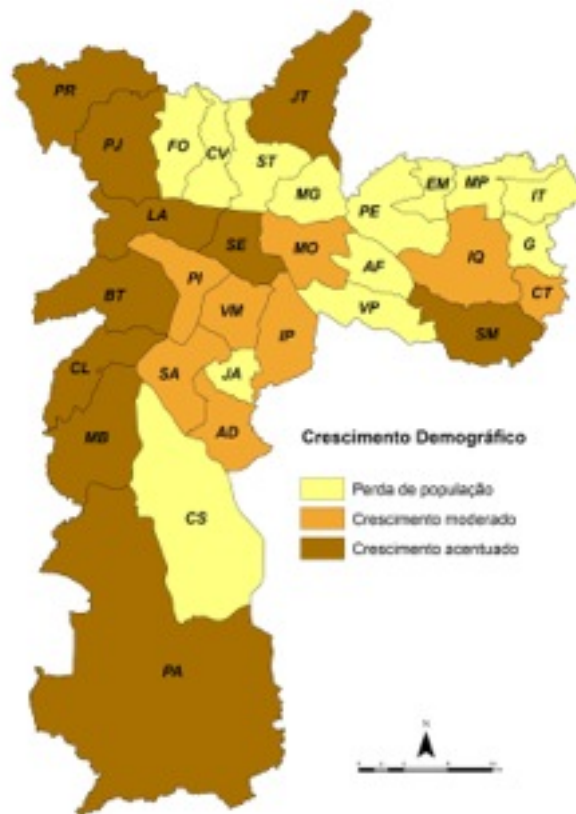 PR
JT
PJ
FO
CV
ST
MG
PE
EM
MP
IT
LA
SE
MO
AF
IQ
G
CT
BT
PI
VM
IP
VP
SM
CL
SA
JA
MB
AD
CS
PA
Crescimento Demográfico
Perda de população
Crescimento moderado
Crescimento acentuado
N